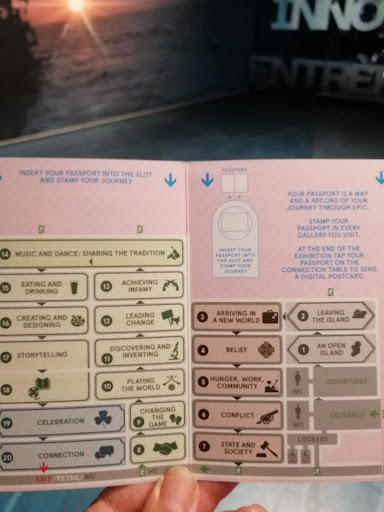 INNO
ENTRÈ
INSERT YOUR PASSPORT INTO THE SLOT
AND STAMP YOUR JOURNEY
14 MUSIC AND DANCE: SHARING THE TRADITION
15 EATING AND
DRINKING
13 ACHIEVING
INFAMY
16 CREATING AND
DESIGNING
12 LEADING
CHANGE
17 STORYTELLING
11 DISCOVERING AND
INVENTING
18
10 PLAYING
THE WORLD
19 CELEBRATION
9 CHANGING
THE GAME
20 CONNECTION
8
EXIT/RETAIL/WC
WC
PASSPORT
INSERT YOUR
PASSPORT INTO
THE SLOT AND
STAMP YOUR
JOURNEY
YOUR PASSPORT IS A MAP
AND A RECORD OF YOUR
JOURNEY THROUGH EPIC.
STAMP YOUR
PASSPORT IN EVERY
GALLERY YOU VISIT.
AT THE END OF THE
EXHIBITION TAP YOUR
PASSPORT ON THE
CONNECTION TABLE TO SEND
A DIGITAL POSTCARD.
3 ARRIVING IN
A NEW WORLD
2 LEAVING
THE ISLAND
4 BELIEF
1 AN OPEN
ISLAND
5 HUNGER, WORK,
COMMUNITY
WC
DEPARTURES
6 CONFLICT
WC
ENTRANCE
7 STATE AND
SOCIETY
LOCKERS